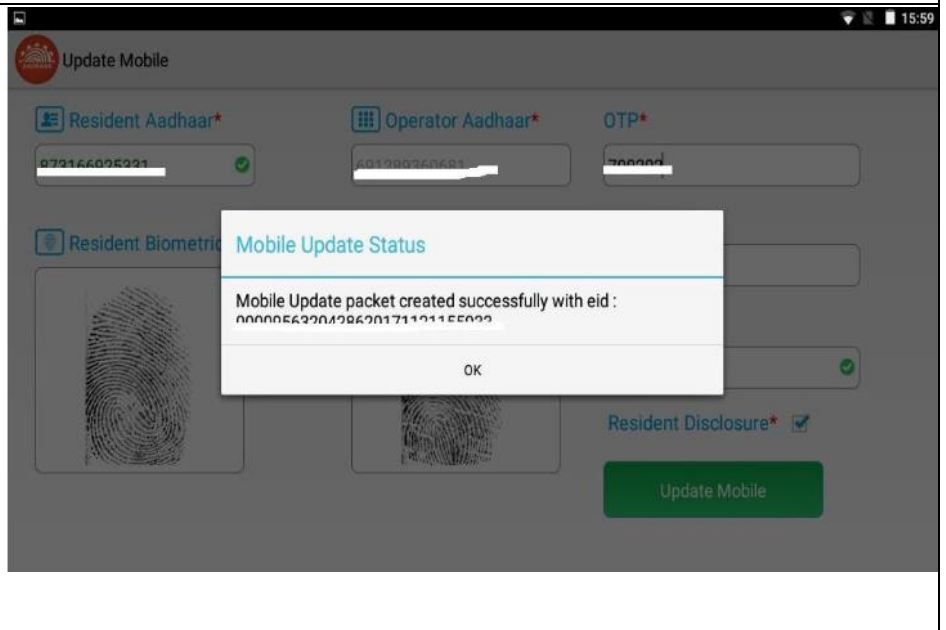 15:59
Update Mobile
Resident Aadhaar*
Operator Aadhaar*
OTP*
Resident Biometric
Mobile Update Status
Mobile Update packet created successfully with eid :
OK
Resident Disclosure*
Update Mobile